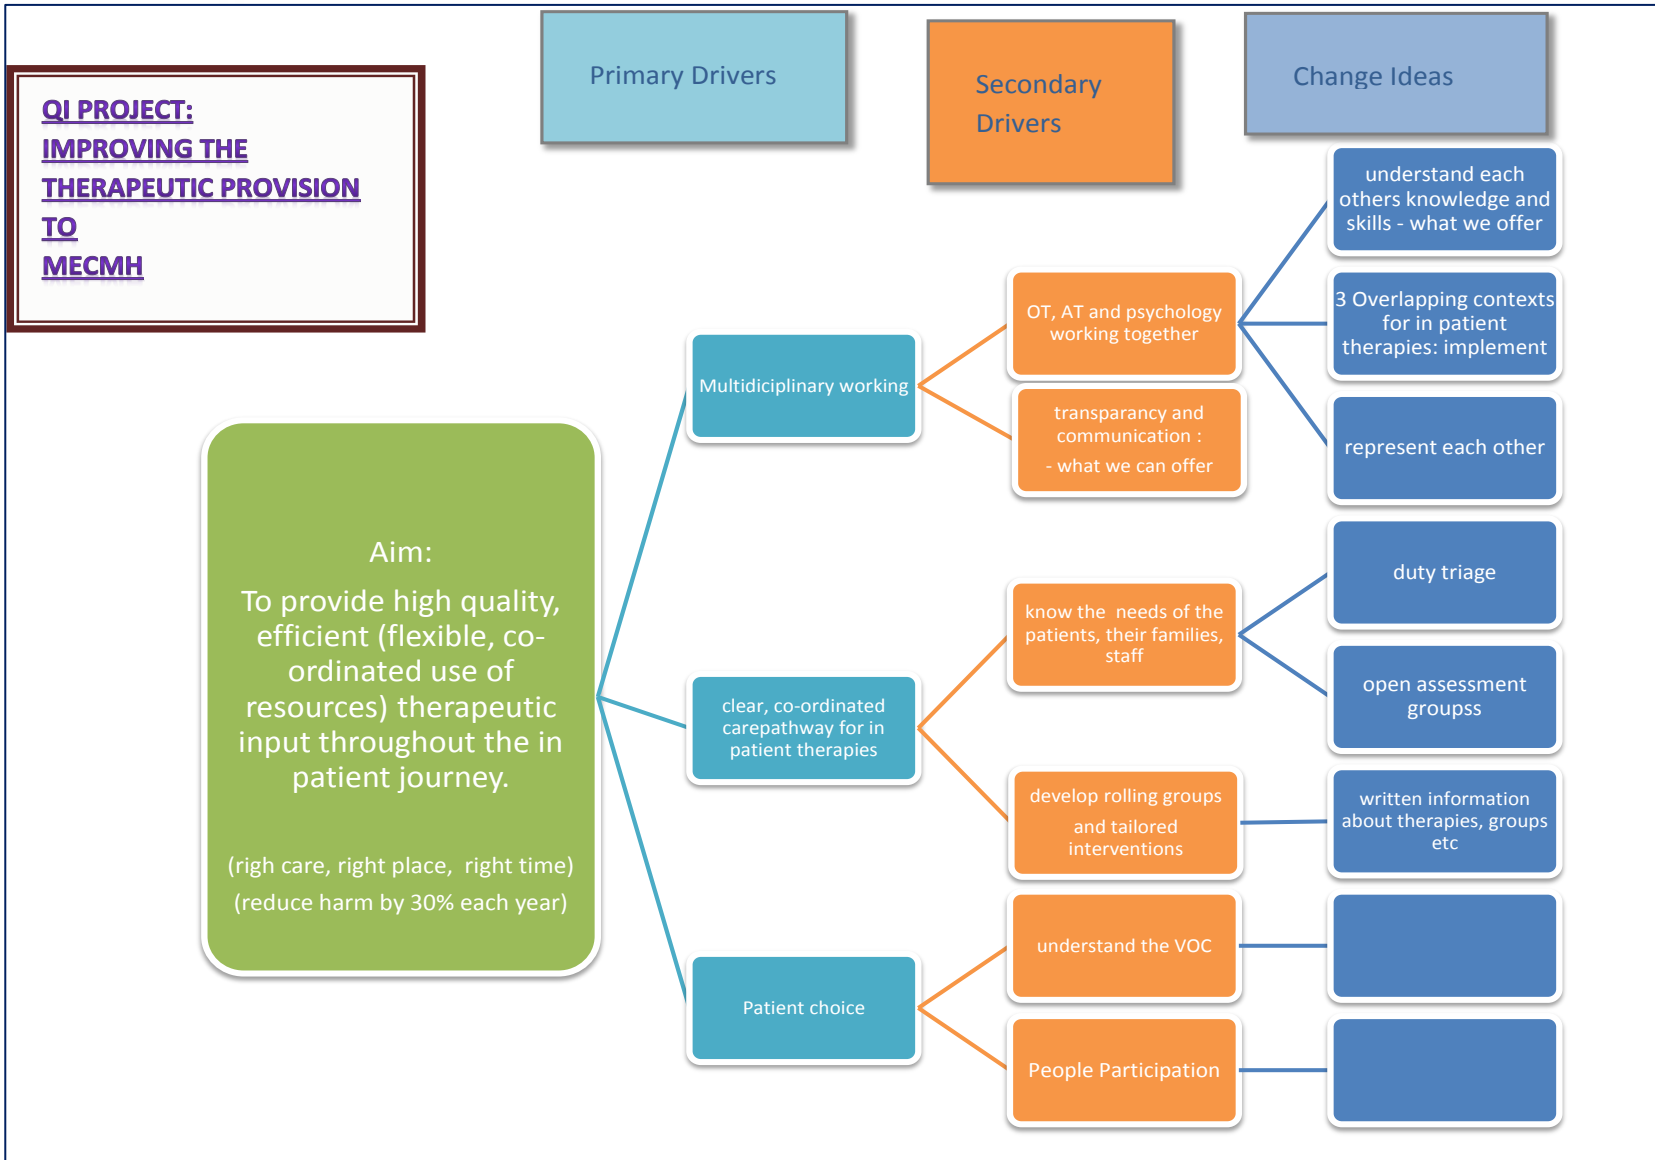 QI PROJECT:
IMPROVING THE
THERAPEUTIC PROVISION
TO
MECMH
Primary Drivers
Secondary
Drivers
Change Ideas
Aim:
To provide high quality,
efficient (flexible, co-
ordinated use of
resources) therapeutic
input throughout the in
patient journey.
(righ care, right place,  right time)
(reduce harm by 30% each year)
Multidiciplinary working
clear, co-ordinated
carepathway for in
patient therapies
Patient choice
OT, AT and psychology
working together
transparancy and
communication :
- what we can offer
know the  needs of the
patients, their families,
staff
develop rolling groups
and tailored
interventions
understand the VOC
People Participation
understand each
others knowledge and
skills - what we offer
3 Overlapping contexts
for in patient
therapies: implement
represent each other
duty triage
open assessment
groupss
written information
about therapies, groups
etc